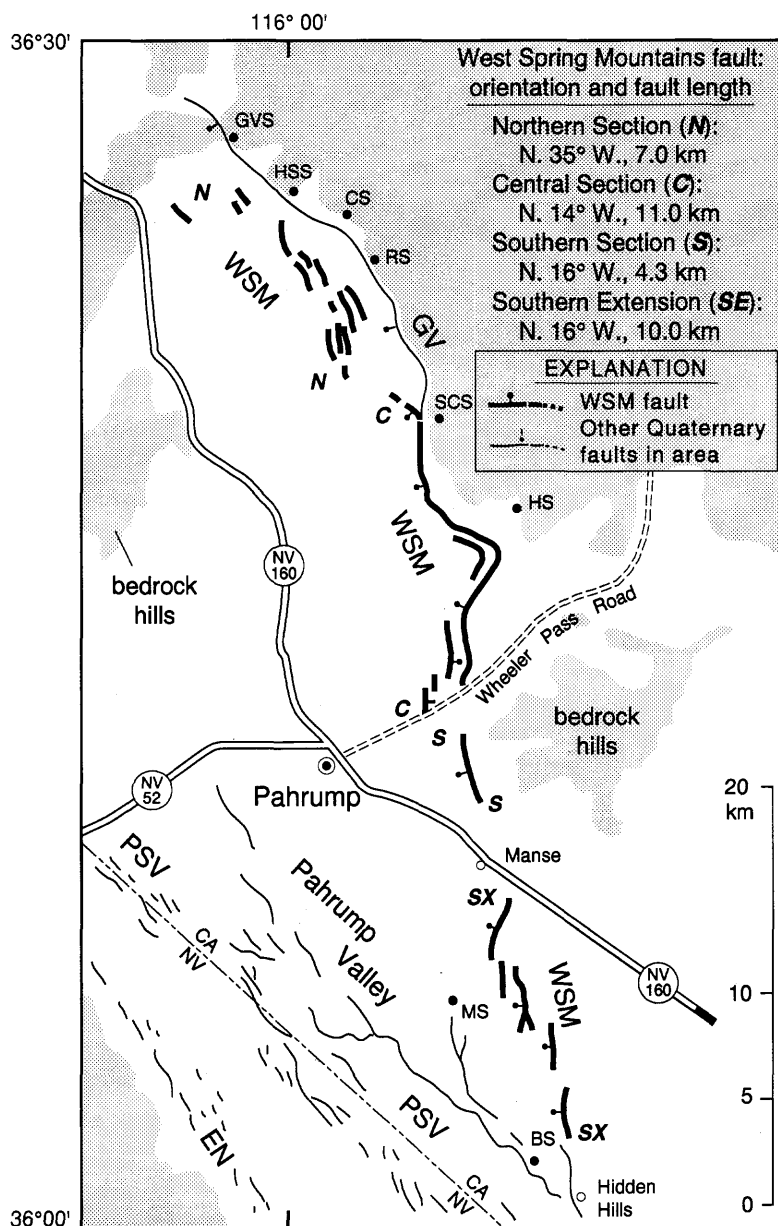 116° 00'
36° 30'
West Spring Mountains fault:
orientation and fault length
Northern Section (N):
N. 35° W., 7.0 km
Central Section (C):
N. 14° W., 11.0 km
Southern Section (S):
N. 16° W., 4.3 km
Southern Extension (SE):
N. 16° W., 10.0 km
EXPLANATION
WSM fault
Other Quaternary
faults in area
GVS
HSS
CS
RS
N
WSM
GV
N
C
SCS
HS
WSM
NV
160
bedrock
hills
Wheeler Pass Road
C
S
bedrock
hills
S
NV
52
Pahrump
20
km
Manse
PSV
Pahrump
Valley
SX
CA
NV
WSM
NV
160
MS
10
PSV
EN
SX
5
BS
CA
NV
Hidden
Hills
0
36° 00'